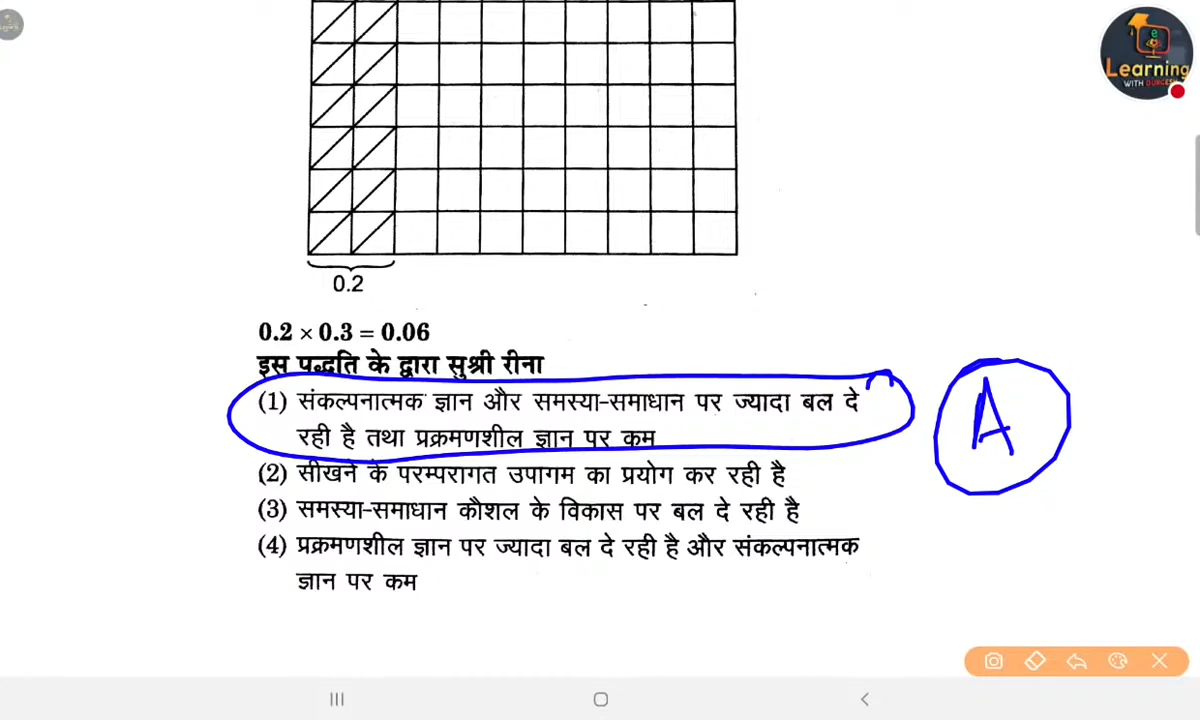 e
Learning
WITH DURGESH
0.2
0.2 × 0.3 = 0.06
इस पद्धति के द्वारा सुश्री रीना
(1) संकल्पनात्मक ज्ञान और समस्या-समाधान पर ज्यादा बल दे
रही है तथा प्रक्रमणशील ज्ञान पर कम
A
(2) सीखने के परम्परागत उपागम का प्रयोग कर रही है
(3) समस्या-समाधान कौशल के विकास पर बल दे रही है
(4) प्रक्रमणशील ज्ञान पर ज्यादा बल दे रही है और संकल्पनात्मक
ज्ञान पर कम